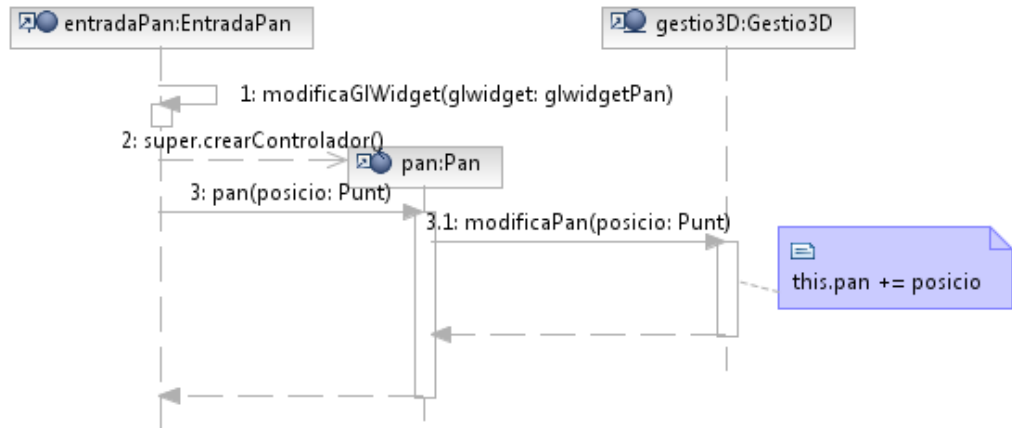 entradaPan:EntradaPan
gestio3D:Gestio3D
1: modificaGlWidget(glwidget: glwidgetPan)
2: super.crearControlador()
pan:Pan
3: pan(posicio: Punt)
3.1: modificaPan(posicio: Punt)
this.pan += posicio